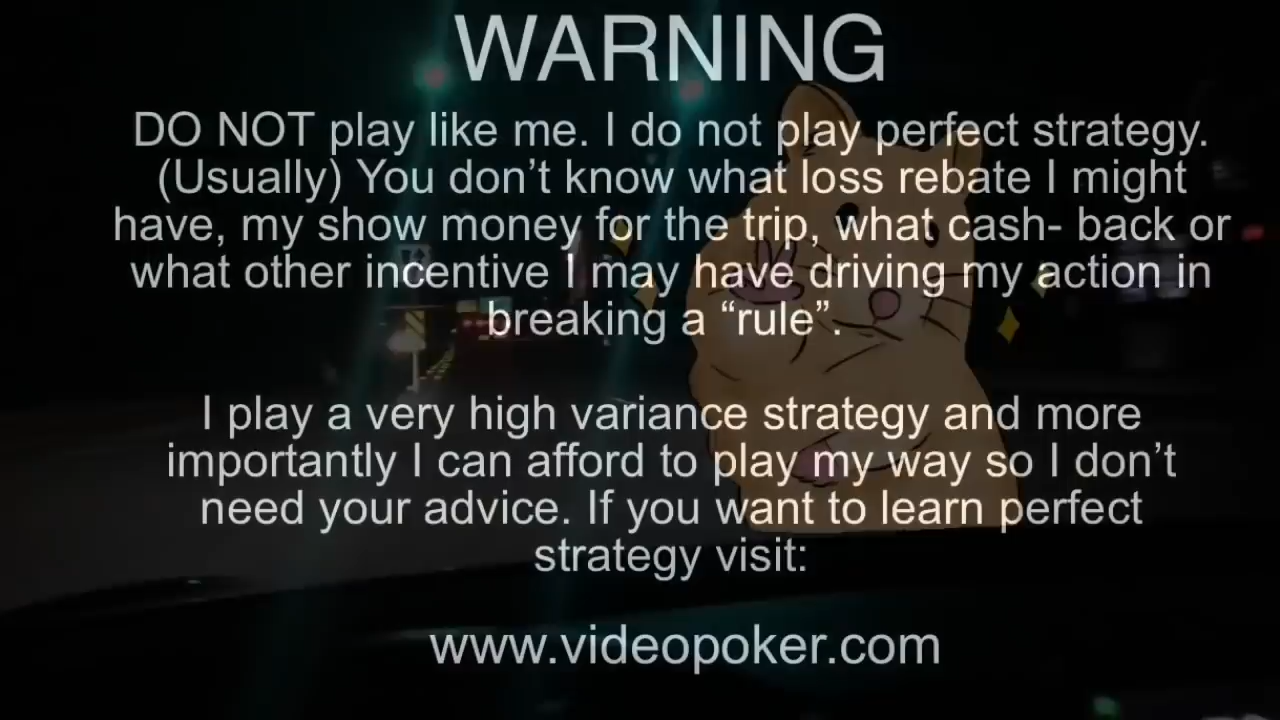 WARNING
DO NOT play like me. I do not play perfect strategy.
(Usually) You don’t know what loss rebate I might
have, my show money for the trip, what cash- back or
what other incentive I may have driving my action in
breaking a “rule”.
I play a very high variance strategy and more
importantly I can afford to play my way so I don’t
need your advice. If you want to learn perfect
strategy visit:
www.videopoker.com